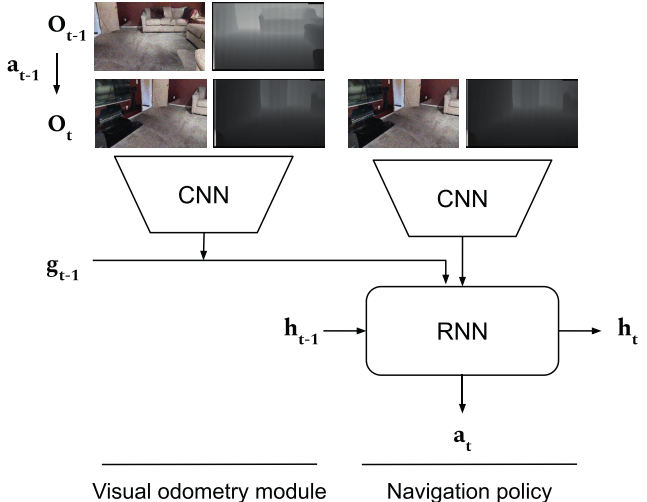 O_{t-1}
a_{t-1}
O_t
CNN
CNN
g_{t-1}
h_{t-1}
RNN
h_t
a_t
Visual odometry module
Navigation policy